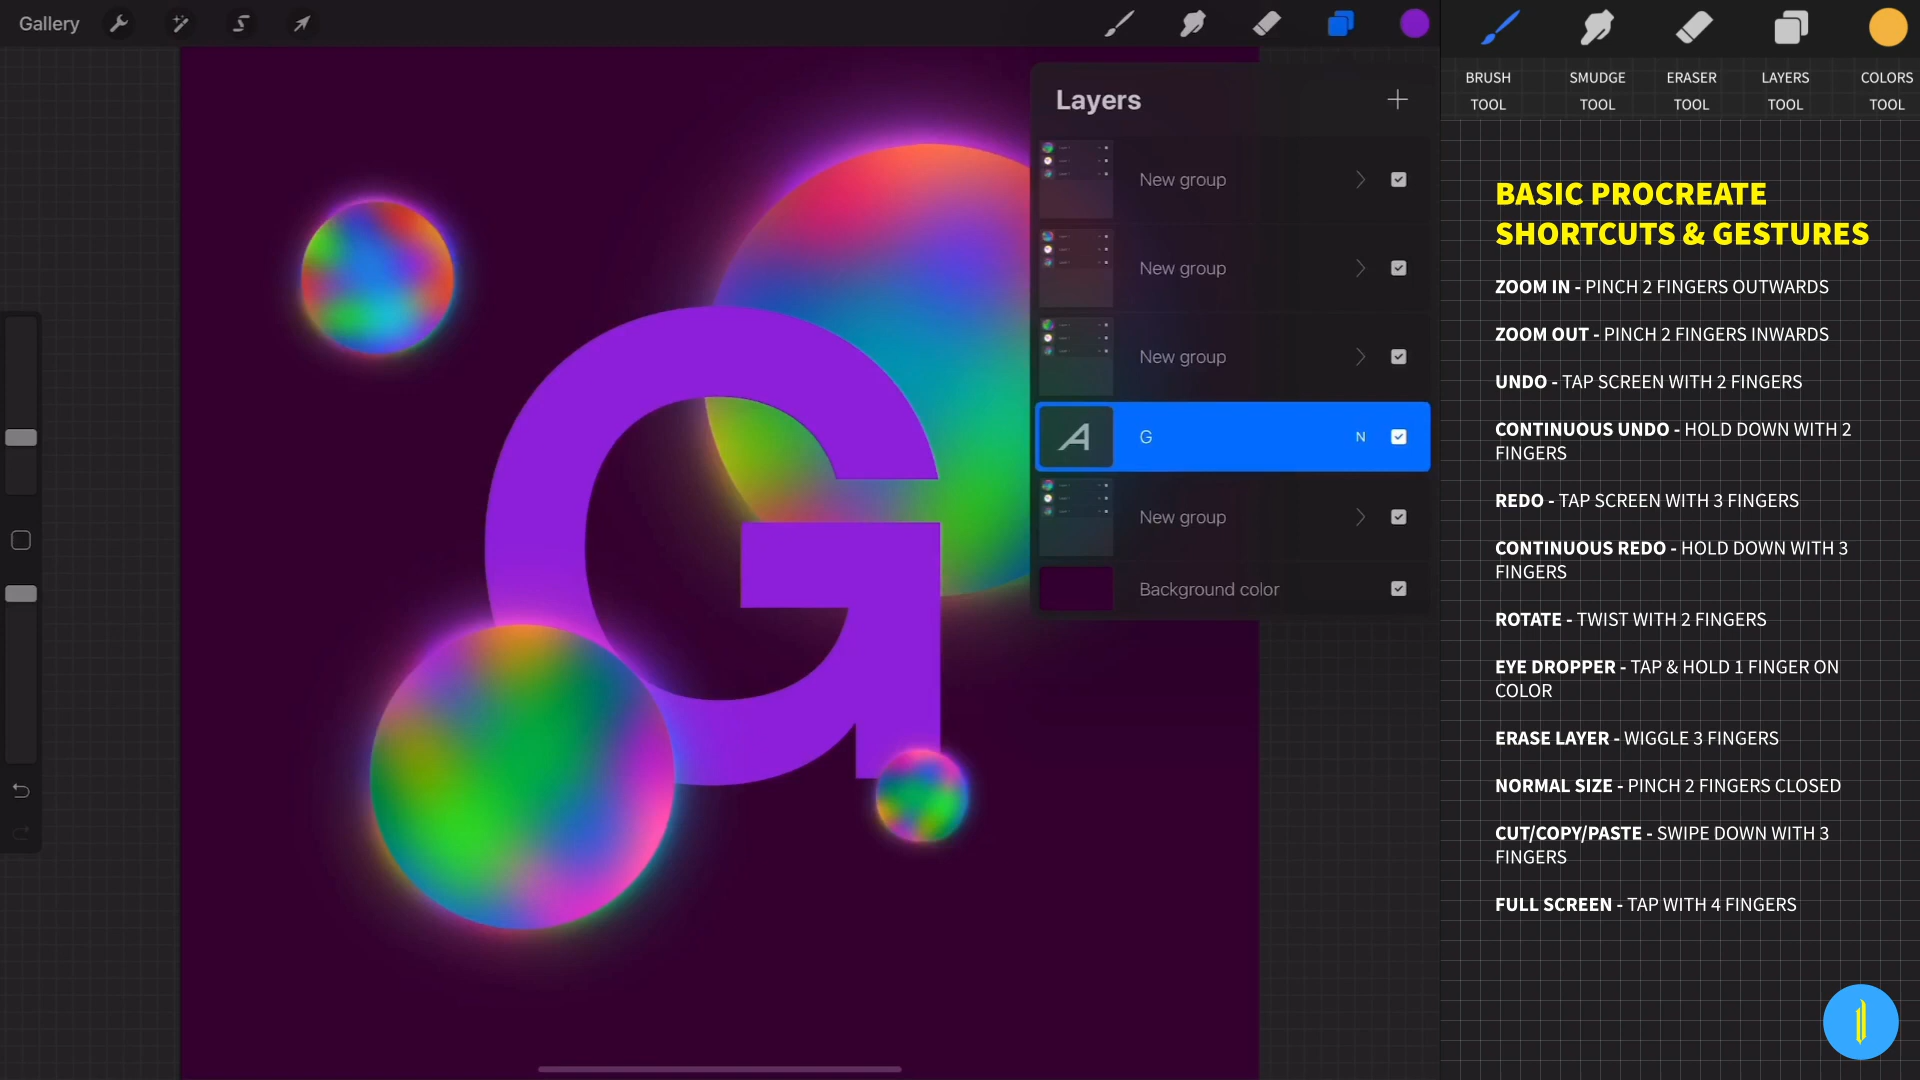 Gallery
Layers
New group
New group
New group
G N
New group
Background color
G
BRUSH TOOL
SMUDGE TOOL
ERASER TOOL
LAYERS TOOL
COLORS TOOL
BASIC PROCREATE
SHORTCUTS & GESTURES
ZOOM IN - PINCH 2 FINGERS OUTWARDS
ZOOM OUT - PINCH 2 FINGERS INWARDS
UNDO - TAP SCREEN WITH 2 FINGERS
CONTINUOUS UNDO - HOLD DOWN WITH 2
FINGERS
REDO - TAP SCREEN WITH 3 FINGERS
CONTINUOUS REDO - HOLD DOWN WITH 3
FINGERS
ROTATE - TWIST WITH 2 FINGERS
EYE DROPPER - TAP & HOLD 1 FINGER ON
COLOR
ERASE LAYER - WIGGLE 3 FINGERS
NORMAL SIZE - PINCH 2 FINGERS CLOSED
CUT/COPY/PASTE - SWIPE DOWN WITH 3
FINGERS
FULL SCREEN - TAP WITH 4 FINGERS